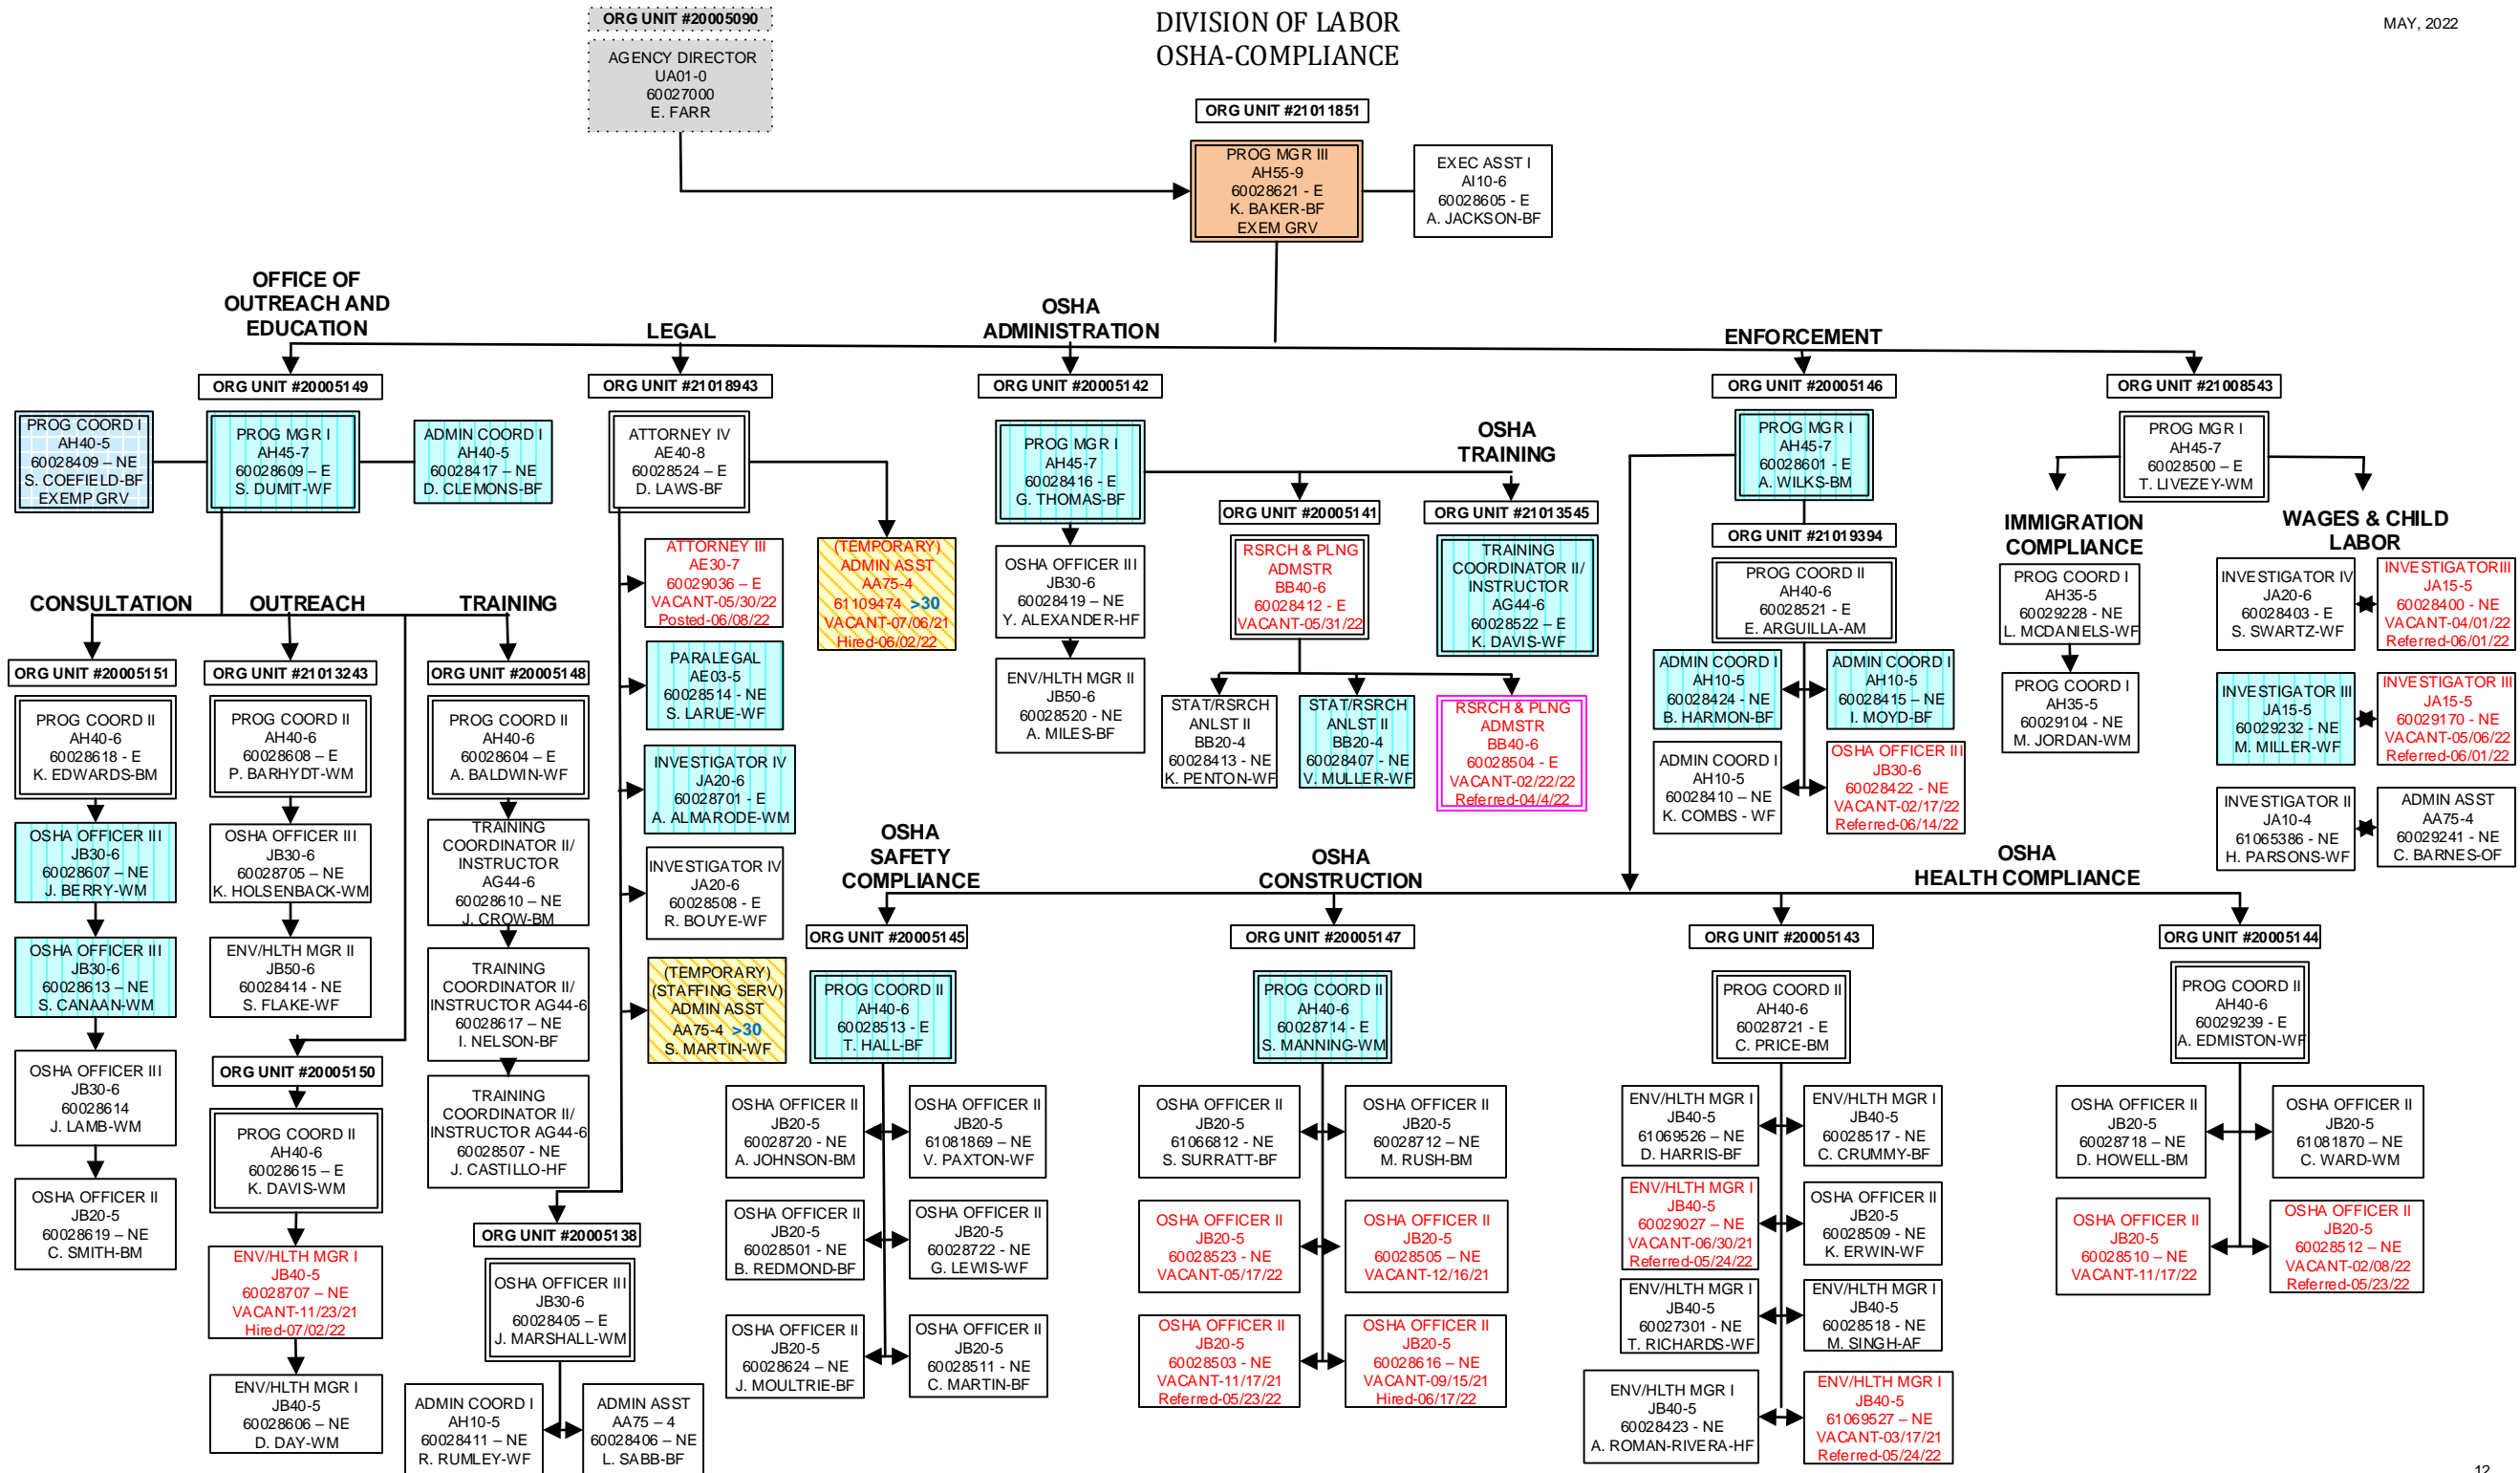 ORG UNIT #20005090
AGENCY DIRECTOR
UA01-0
60027000
E. FARR
DIVISION OF LABOR
OSHA-COMPLIANCE
MAY, 2022
ORG UNIT #21011851
PROG MGR III
AH55-9
60028621 - E
K. BAKER-BF
EXEM GRV
EXEC ASST I
AI10-6
60028605 - E
A. JACKSON-BF
OFFICE OF
OUTREACH AND
EDUCATION
LEGAL
OSHA
ADMINISTRATION
ENFORCEMENT
ORG UNIT #20005149
ORG UNIT #21018943
ORG UNIT #20005142
ORG UNIT #20005146
ORG UNIT #21008543
PROG COORD I
AH40-5
60028409 – NE
S. COEFIELD-BF
EXEMP GRV
PROG MGR I
AH45-7
60028609 – E
S. DUMIT-WF
ADMIN COORD I
AH40-5
60028417 – NE
D. CLEMONS-BF
ATTORNEY IV
AE40-8
60028524 – E
D. LAWS-BF
PROG MGR I
AH45-7
60028416 - E
G. THOMAS-BF
OSHA
TRAINING
PROG MGR I
AH45-7
60028601 - E
A. WILKS-BM
PROG MGR I
AH45-7
60028500 – E
T. LIVEZEY-WM
ORG UNIT #20005141
ORG UNIT #21013545
ORG UNIT #21019394
IMMIGRATION
COMPLIANCE
WAGES & CHILD
LABOR
ATTORNEY III
AE30-7
60029036 – E
VACANT-05/30/22
Posted-06/08/22
(TEMPORARY)
ADMIN ASST
AA75-4
61109474 >30
VACANT-07/06/21
Hired-06/02/22
OSHA OFFICER III
JB30-6
60028419 – NE
Y. ALEXANDER-HF
RSRCH & PLNG
ADMSTR
BB40-6
60028412 - E
VACANT-05/31/22
TRAINING
COORDINATOR II/
INSTRUCTOR
AG44-6
60028522 – E
K. DAVIS-WF
PROG COORD II
AH40-6
60028521 - E
E. ARGUILLA-AM
PROG COORD I
AH35-5
60029228 - NE
L. MCDANIELS-WF
INVESTIGATOR IV
JA20-6
60028403 – E
S. SWARTZ-WF
INVESTIGATORIII
JA15-5
60028400 - NE
VACANT-04/01/22
Referred-06/01/22
CONSULTATION
OUTREACH
TRAINING
ORG UNIT #20005151
ORG UNIT #21013243
ORG UNIT #20005148
PARALEGAL
AE03-5
60028514 - NE
S. LARUE-WF
ENV/HLTH MGR II
JB50-6
60028520 - NE
A. MILES-BF
STAT/RSRCH
ANLST II
BB20-4
60028413 - NE
K. PENTON-WF
STAT/RSRCH
ANLST II
BB20-4
60028407 – NE
V. MULLER-WF
RSRCH & PLNG
ADMSTR
BB40-6
60028504 – E
VACANT-02/22/22
Referred-04/4/22
ADMIN COORD I
AH10-5
60028424 - NE
B. HARMON-BF
ADMIN COORD I
AH10-5
60028415 – NE
I. MOYD-BF
PROG COORD I
AH35-5
60029104 - NE
M. JORDAN-WM
INVESTIGATOR III
JA15-5
60029232 – NE
M. MILLER-WF
INVESTIGATOR III
JA15-5
60029170 – NE
VACANT-05/06/22
Referred-06/01/22
PROG COORD II
AH40-6
60028618 - E
K. EDWARDS-BM
PROG COORD II
AH40-6
60028608 – E
P. BARHYDT-WM
PROG COORD II
AH40-6
60028604 – E
A. BALDWIN-WF
INVESTIGATOR IV
JA20-6
60028701 - E
A. ALMARODE-WM
ADMIN COORD I
AH10-5
60028410 – NE
K. COMBS - WF
OSHA OFFICER III
JB30-6
60028422 - NE
VACANT-02/17/22
Referred-06/14/22
INVESTIGATOR II
JA10-4
61065386 - NE
H. PARSONS-WF
ADMIN ASST
AA75-4
60029241 - NE
C. BARNES-OF
OSHA OFFICER III
JB30-6
60028607 – NE
J. BERRY-WM
OSHA OFFICER III
JB30-6
60028705 – NE
K. HOLSENBACK-WM
TRAINING
COORDINATOR II/
INSTRUCTOR
AG44-6
60028610 – NE
J. CROW-BM
INVESTIGATOR IV
JA20-6
60028508 - E
R. BOUYE-WF
OSHA
SAFETY
COMPLIANCE
OSHA
CONSTRUCTION
OSHA
HEALTH COMPLIANCE
ORG UNIT #20005145
ORG UNIT #20005147
ORG UNIT #20005143
ORG UNIT #20005144
OSHA OFFICER III
JB30-6
60028613 – NE
S. CANAAN-WM
ENV/HLTH MGR II
JB50-6
60028414 - NE
S. FLAKE-WF
TRAINING
COORDINATOR II/
INSTRUCTOR AG44-6
60028617 – NE
I. NELSON-BF
(TEMPORARY)
(STAFFING SERV)
ADMIN ASST
AA75-4 >30
S. MARTIN-WF
PROG COORD II
AH40-6
60028513 - E
T. HALL-BF
PROG COORD II
AH40-6
60028714 - E
S. MANNING-WM
PROG COORD II
AH40-6
60028721 - E
C. PRICE-BM
PROG COORD II
AH40-6
60029239 - E
A. EDMISTON-WF
OSHA OFFICER III
JB30-6
60028614
J. LAMB-WM
ORG UNIT #20005150
PROG COORD II
AH40-6
60028615 – E
K. DAVIS-WM
TRAINING
COORDINATOR II/
INSTRUCTOR AG44-6
60028507 - NE
J. CASTILLO-HF
OSHA OFFICER II
JB20-5
60028720 - NE
A. JOHNSON-BM
OSHA OFFICER II
JB20-5
61081869 – NE
V. PAXTON-WF
OSHA OFFICER II
JB20-5
61066812 - NE
S. SURRATT-BF
OSHA OFFICER II
JB20-5
60028712 – NE
M. RUSH-BM
ENV/HLTH MGR I
JB40-5
61069526 – NE
D. HARRIS-BF
ENV/HLTH MGR I
JB40-5
60028517 - NE
C. CRUMMY-BF
OSHA OFFICER II
JB20-5
60028718 – NE
D. HOWELL-BM
OSHA OFFICER II
JB20-5
61081870 – NE
C. WARD-WM
OSHA OFFICER II
JB20-5
60028619 – NE
C. SMITH-BM
ORG UNIT #20005138
OSHA OFFICER II
JB20-5
60028501 - NE
B. REDMOND-BF
OSHA OFFICER II
JB20-5
60028722 – NE
G. LEWIS-WF
OSHA OFFICER II
JB20-5
60028523 - NE
VACANT-05/17/22
OSHA OFFICER II
JB20-5
60028505 – NE
VACANT-12/16/21
ENV/HLTH MGR I
JB40-5
60029027 – NE
VACANT-06/30/21
Referred-05/24/22
OSHA OFFICER II
JB20-5
60028509 – NE
K. ERWIN-WF
OSHA OFFICER II
JB20-5
60028510 – NE
VACANT-11/17/22
OSHA OFFICER II
JB20-5
60028512 – NE
VACANT-02/08/22
Referred-05/23/22
ENV/HLTH MGR I
JB40-5
60028707 – NE
VACANT-11/23/21
Hired-07/02/22
OSHA OFFICER III
JB30-6
60028405 – E
J. MARSHALL-WM
OSHA OFFICER II
JB20-5
60028624 – NE
J. MOULTRIE-BF
OSHA OFFICER II
JB20-5
60028511 - NE
C. MARTIN-BF
OSHA OFFICER II
JB20-5
60028503 - NE
VACANT-11/17/21
Referred-05/23/22
OSHA OFFICER II
JB20-5
60028616 – NE
VACANT-09/15/21
Hired-06/17/22
ENV/HLTH MGR I
JB40-5
60027301 – NE
T. RICHARDS-WF
ENV/HLTH MGR I
JB40-5
60028518 – NE
M. SINGH-AF
ENV/HLTH MGR I
JB40-5
60028606 – NE
D. DAY-WM
ADMIN COORD I
AH10-5
60028411 – NE
R. RUMLEY-WF
ADMIN ASST
AA75 – 4
60028406 – NE
L. SABB-BF
ENV/HLTH MGR I
JB40-5
60028423 - NE
A. ROMAN-RIVERA-HF
ENV/HLTH MGR I
JB40-5
61069527 – NE
VACANT-03/17/21
Referred-05/24/22
12